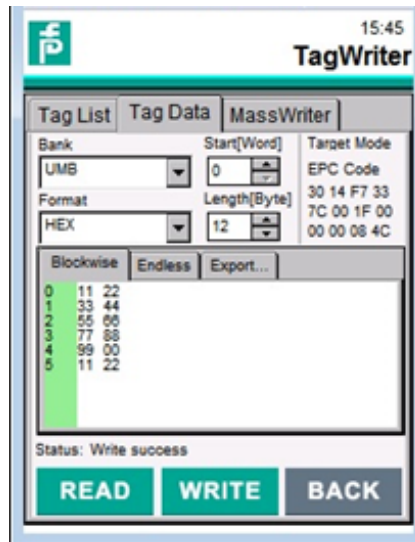 15:45
TagWriter
Tag List Tag Data MassWriter
Bank Start[Word] Target Mode
UMB 0 EPC Code
Format Length[Byte] 30 14 F7 33
HEX 12 7C 00 1F 00
00 00 08 4C
Blockwise Endless Export...
0 11 22
1 33 44
2 55 66
3 77 88
4 99 00
5 11 22
Status: Write success
READ WRITE BACK